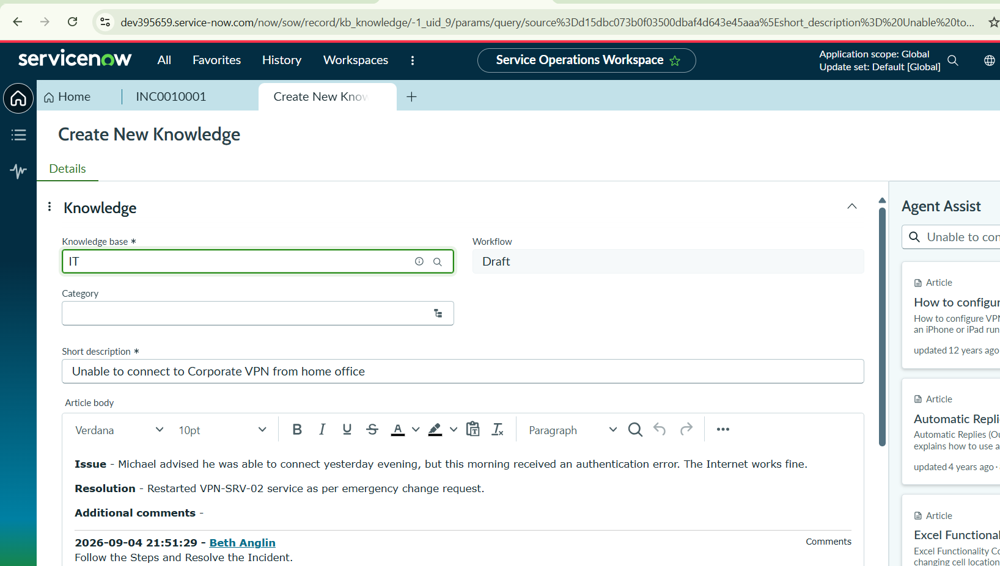 dev395659.service-now.com/now/sow/record/kb_knowledge/-1_uid_9/params/query/source%3Dd15dbc073b0f03500dbaf4d643e45aaa%5Eshort_description%3D%20Unable%20to...
servicenow
All
Favorites
History
Workspaces
Service Operations Workspace
Application scope: Global
Update set: Default [Global]
Home
INC0010001
Create New Know
Create New Knowledge
Details
Knowledge
Knowledge base *
IT
Workflow
Draft
Category
Short description *
Unable to connect to Corporate VPN from home office
Article body
Verdana
10pt
B I U S A
Paragraph
Issue - Michael advised he was able to connect yesterday evening, but this morning received an authentication error. The Internet works fine.
Resolution - Restarted VPN-SRV-02 service as per emergency change request.
Additional comments -
2026-09-04 21:51:29 - Beth Anglin
Comments
Follow the Steps and Resolve the Incident.
Agent Assist
Unable to con
Article
How to configur
How to configure VPN
an iPhone or iPad run
updated 12 years ago
Article
Automatic Repli
Automatic Replies (Ou
explains how to use a
updated 4 years ago ·
Article
Excel Functional
Excel Functionality Co
changing cell location